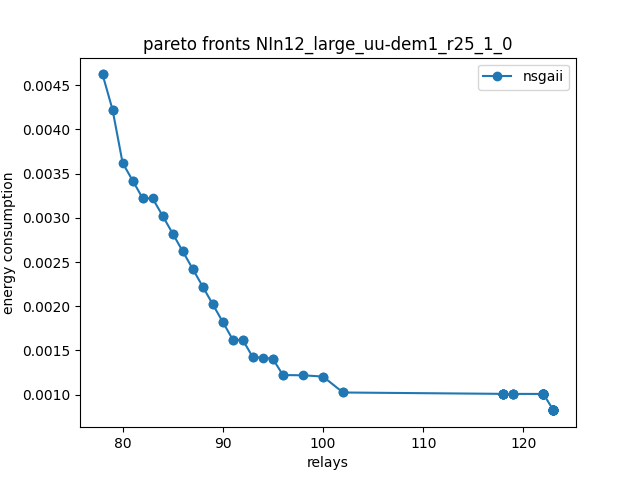 pareto fronts NIn12_large_uu-dem1_r25_1_0
nsgaii
energy consumption
0.0045
0.0040
0.0035
0.0030
0.0025
0.0020
0.0015
0.0010
80 90 100 110 120
relays